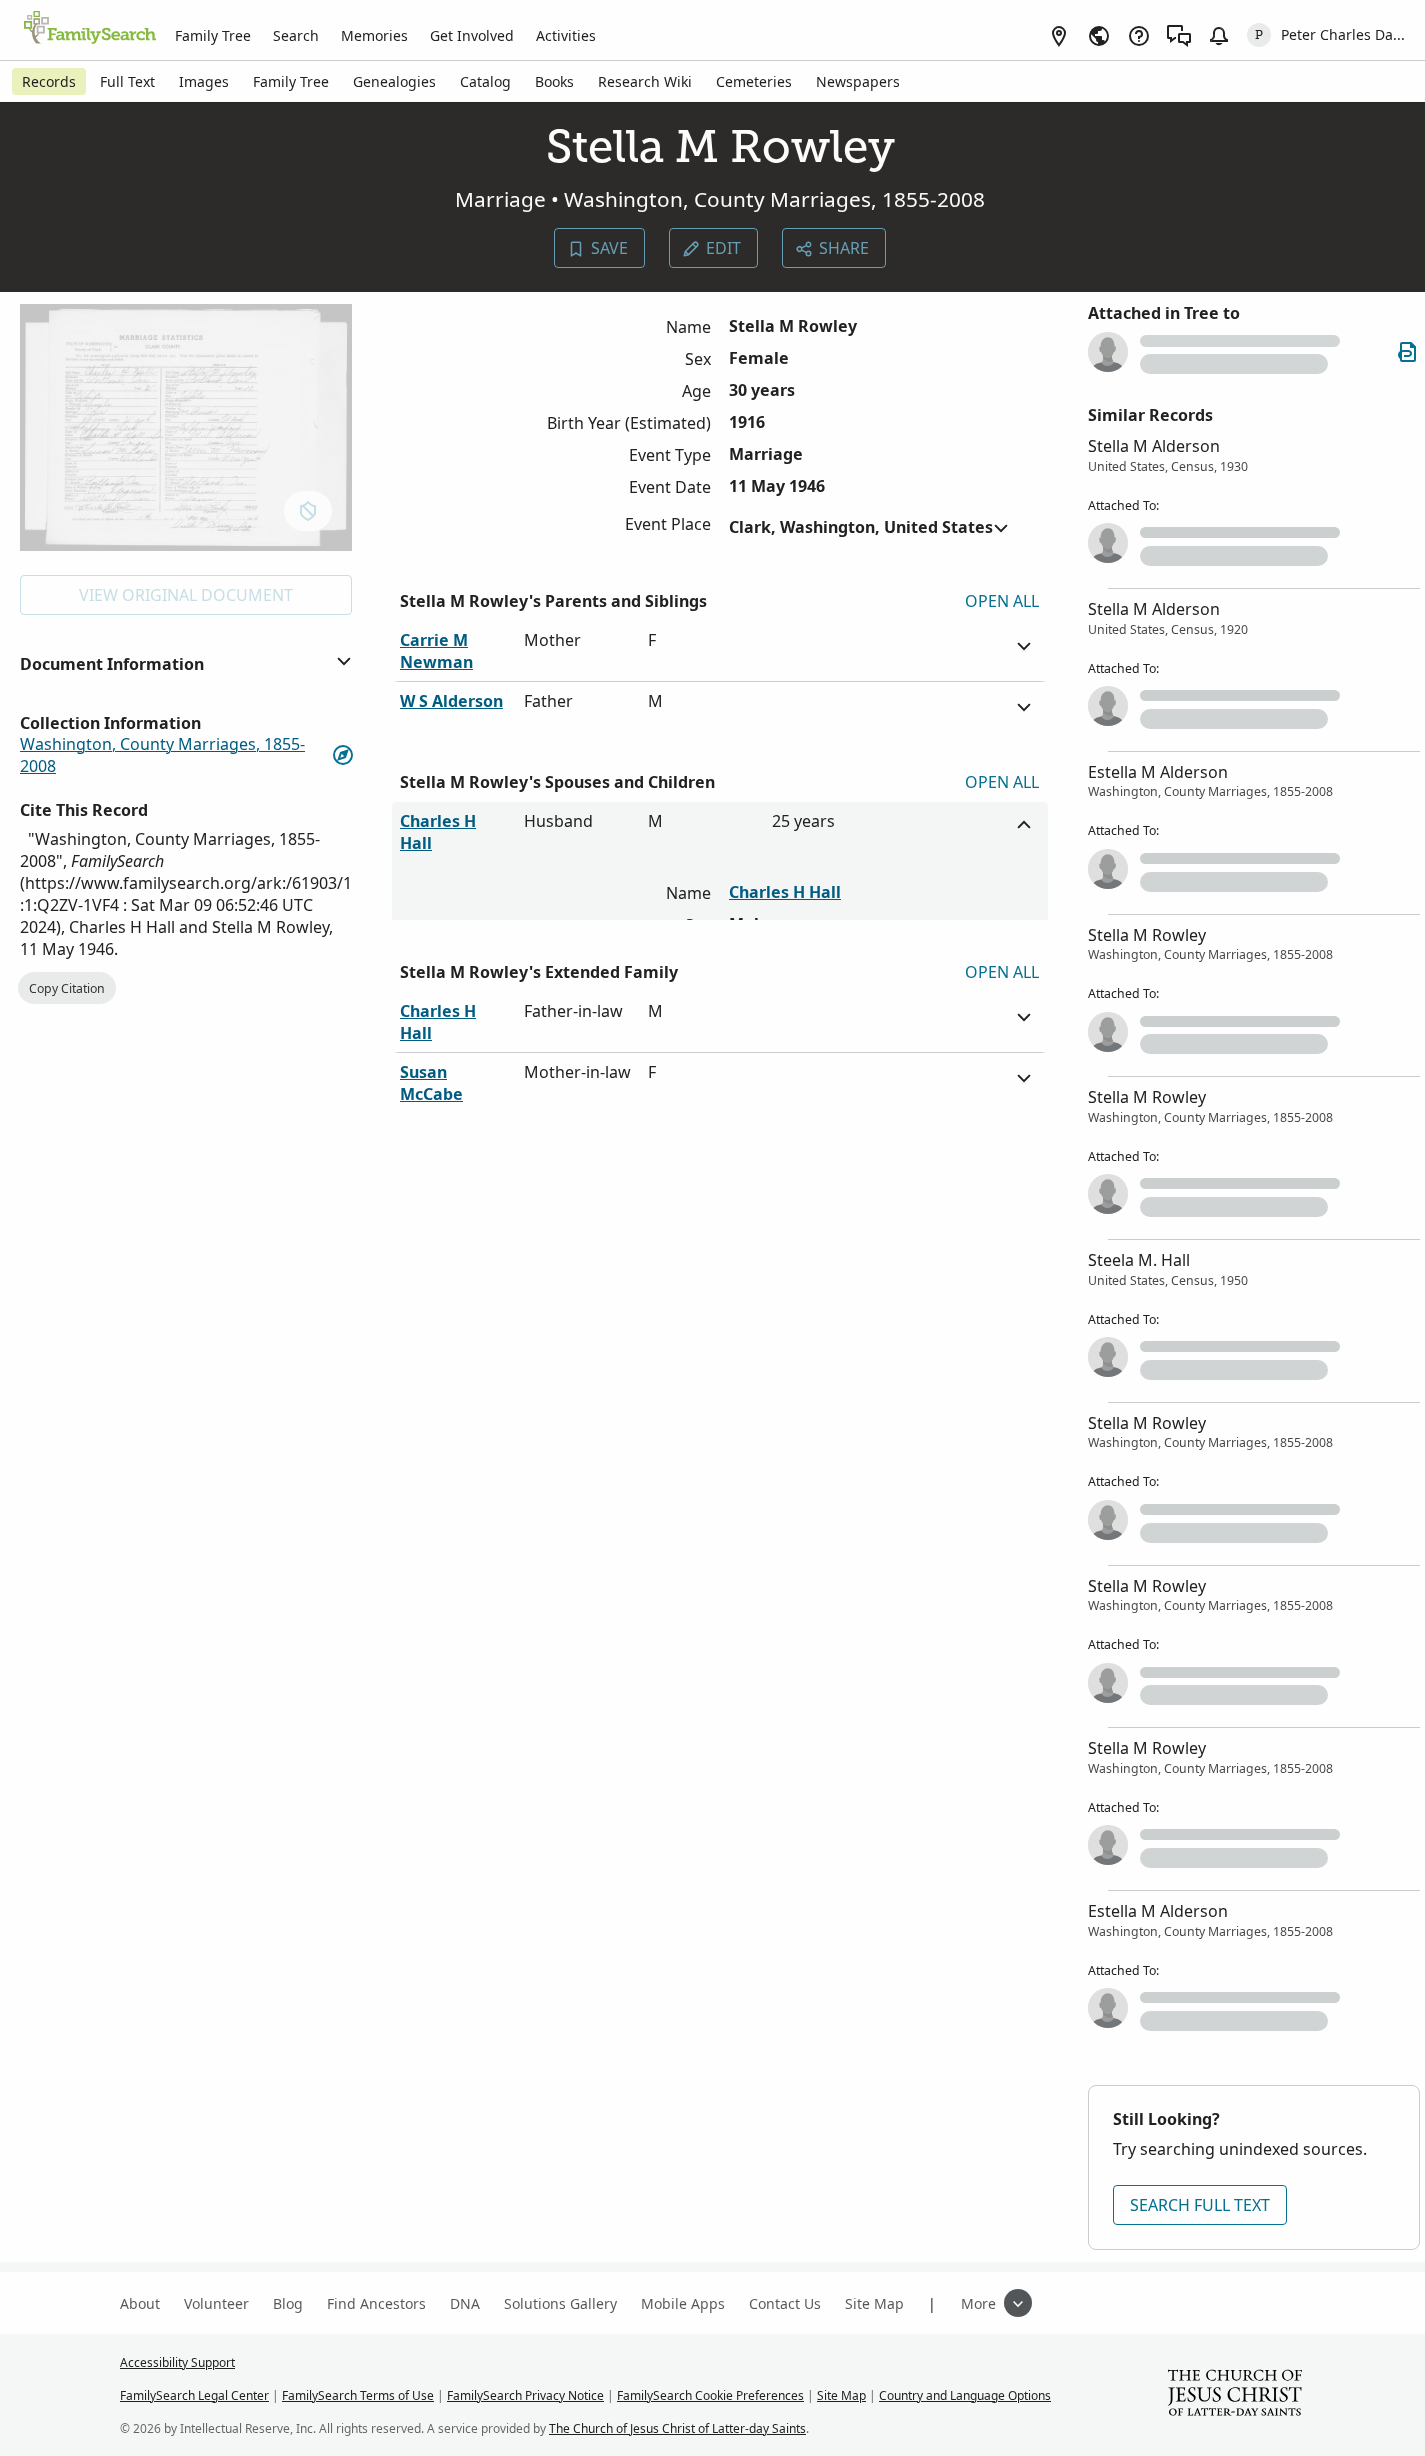 FamilySearch Family Tree Search Memories Get Involved Activities P Peter Charles Da...
Records Full Text Images Family Tree Genealogies Catalog Books Research Wiki Cemeteries Newspapers
Stella M Rowley
Marriage • Washington, County Marriages, 1855-2008
SAVE EDIT SHARE
MARRIAGE STATISTICS
CLARK COUNTY
VIEW ORIGINAL DOCUMENT
Document Information
Collection Information
Washington, County Marriages, 1855-
2008
Cite This Record
"Washington, County Marriages, 1855-
2008", FamilySearch
(https://www.familysearch.org/ark:/61903/1
:1:Q2ZV-1VF4 : Sat Mar 09 06:52:46 UTC
2024), Charles H Hall and Stella M Rowley,
11 May 1946.
Copy Citation
Name Stella M Rowley
Sex Female
Age 30 years
Birth Year (Estimated) 1916
Event Type Marriage
Event Date 11 May 1946
Event Place Clark, Washington, United States
Stella M Rowley's Parents and Siblings OPEN ALL
Carrie M Mother F
Newman
W S Alderson Father M
Stella M Rowley's Spouses and Children OPEN ALL
Charles H Husband M 25 years
Hall
Name Charles H Hall
Stella M Rowley's Extended Family OPEN ALL
Charles H Father-in-law M
Hall
Susan Mother-in-law F
McCabe
Attached in Tree to
Similar Records
Stella M Alderson
United States, Census, 1930
Attached To:
Stella M Alderson
United States, Census, 1920
Attached To:
Estella M Alderson
Washington, County Marriages, 1855-2008
Attached To:
Stella M Rowley
Washington, County Marriages, 1855-2008
Attached To:
Stella M Rowley
Washington, County Marriages, 1855-2008
Attached To:
Steela M. Hall
United States, Census, 1950
Attached To:
Stella M Rowley
Washington, County Marriages, 1855-2008
Attached To:
Stella M Rowley
Washington, County Marriages, 1855-2008
Attached To:
Stella M Rowley
Washington, County Marriages, 1855-2008
Attached To:
Estella M Alderson
Washington, County Marriages, 1855-2008
Attached To:
Still Looking?
Try searching unindexed sources.
SEARCH FULL TEXT
About Volunteer Blog Find Ancestors DNA Solutions Gallery Mobile Apps Contact Us Site Map | More
Accessibility Support
FamilySearch Legal Center | FamilySearch Terms of Use | FamilySearch Privacy Notice | FamilySearch Cookie Preferences | Site Map | Country and Language Options
© 2026 by Intellectual Reserve, Inc. All rights reserved. A service provided by The Church of Jesus Christ of Latter-day Saints.
THE CHURCH OF
JESUS CHRIST
OF LATTER-DAY SAINTS